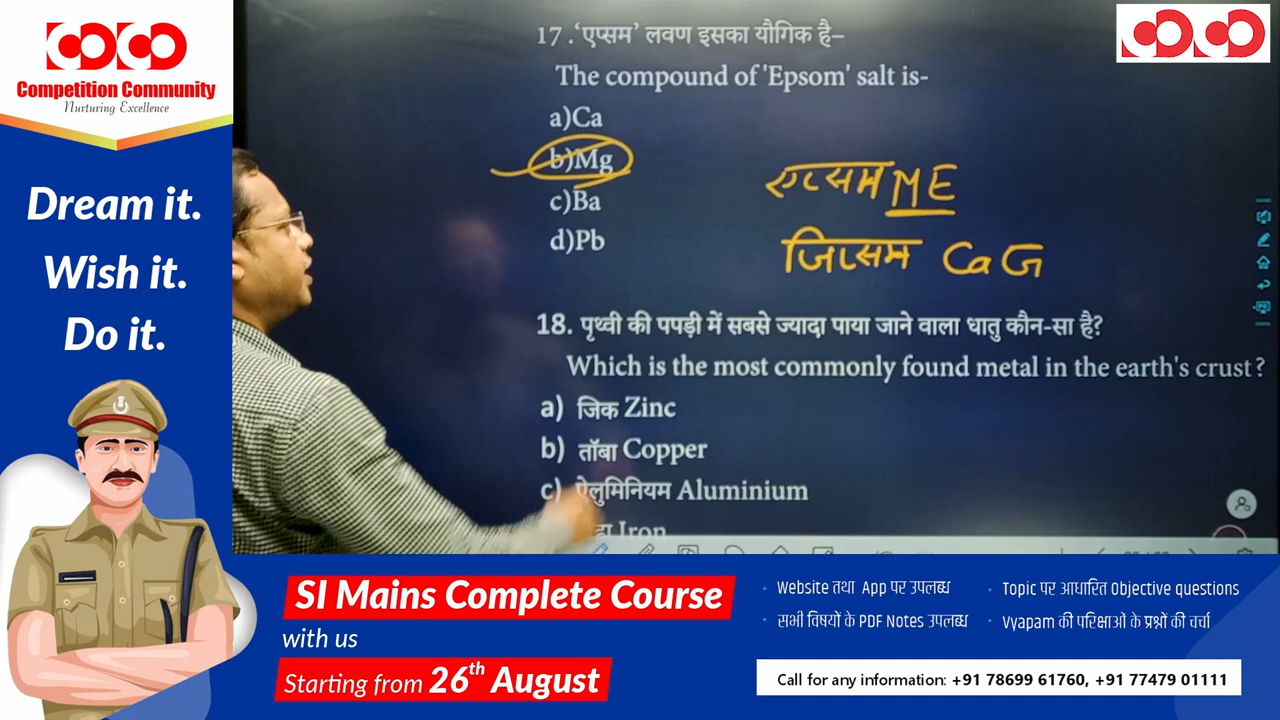 COCO
Competition Community
Nurturing Excellence
Dream it.
Wish it.
Do it.
COCO
17 .‘एप्सम’ लवण इसका यौगिक है–
The compound of 'Epsom' salt is-
a)Ca
b)Mg
c)Ba
d)Pb
एप्सम ME
जिप्सम Ca G
18. पृथ्वी की पपड़ी में सबसे ज्यादा पाया जाने वाला धातु कौन-सा है?
Which is the most commonly found metal in the earth's crust ?
a) जिंक Zinc
b) ताँबा Copper
c) ऐलुमिनियम Aluminium
Iron
SI Mains Complete Course
with us
Starting from 26th August
· Website तथा App पर उपलब्ध
· सभी विषयों के PDF Notes उपलब्ध
· Topic पर आधारित Objective questions
· Vyapam की परिक्षाओं के प्रश्नों की चर्चा
Call for any information: +91 78699 61760, +91 77479 01111